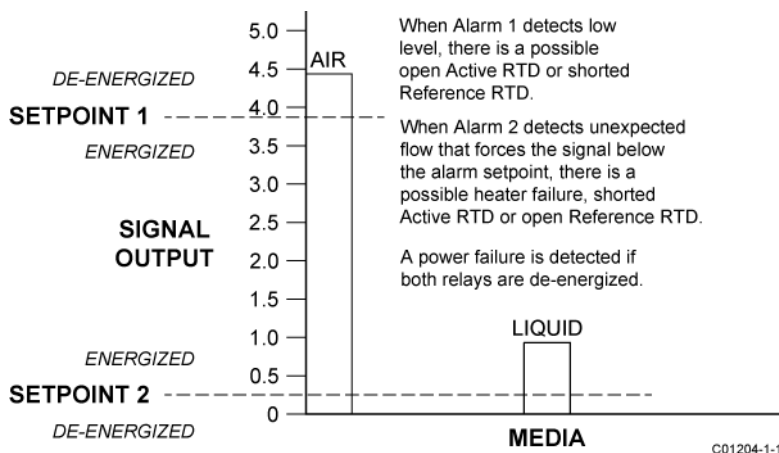 5.0
4.5
4.0
3.5
3.0
2.5
2.0
1.5
1.0
0.5
0
DE-ENERGIZED
SETPOINT 1
ENERGIZED
SIGNAL
OUTPUT
ENERGIZED
SETPOINT 2
DE-ENERGIZED
AIR
LIQUID
MEDIA
When Alarm 1 detects low
level, there is a possible
open Active RTD or shorted
Reference RTD.
When Alarm 2 detects unexpected
flow that forces the signal below
the alarm setpoint, there is a
possible heater failure, shorted
Active RTD or open Reference RTD.
A power failure is detected if
both relays are de-energized.
C01204-1-1